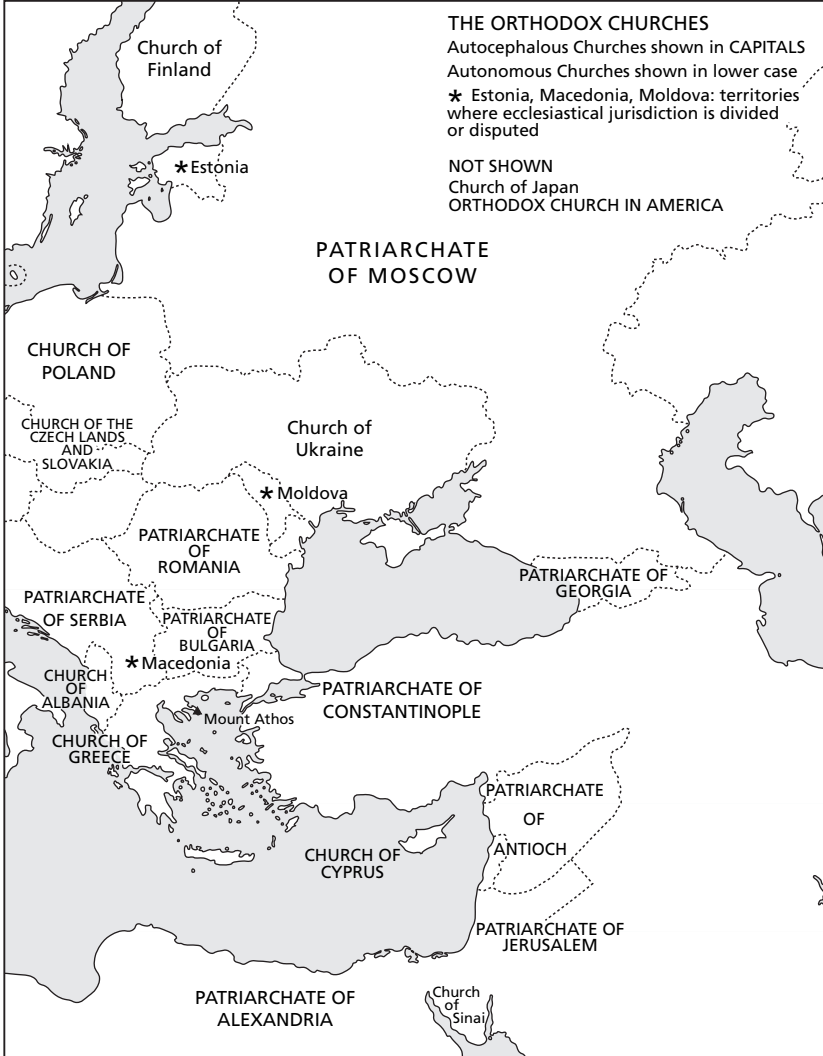 THE ORTHODOX CHURCHES
Autocephalous Churches shown in CAPITALS
Autonomous Churches shown in lower case
* Estonia, Macedonia, Moldova: territories
where ecclesiastical jurisdiction is divided
or disputed
NOT SHOWN
Church of Japan
ORTHODOX CHURCH IN AMERICA
Church of
Finland
*Estonia
PATRIARCHATE
OF MOSCOW
CHURCH OF
POLAND
CHURCH OF THE
CZECH LANDS
AND
SLOVAKIA
Church of
Ukraine
*Moldova
PATRIARCHATE
OF
ROMANIA
PATRIARCHATE OF
GEORGIA
PATRIARCHATE
OF SERBIA
PATRIARCHATE
OF
BULGARIA
*Macedonia
CHURCH
OF
ALBANIA
PATRIARCHATE OF
CONSTANTINOPLE
Mount Athos
CHURCH OF
GREECE
PATRIARCHATE
OF
ANTIOCH
CHURCH OF
CYPRUS
PATRIARCHATE OF
JERUSALEM
PATRIARCHATE OF
ALEXANDRIA
Church
of
Sinai